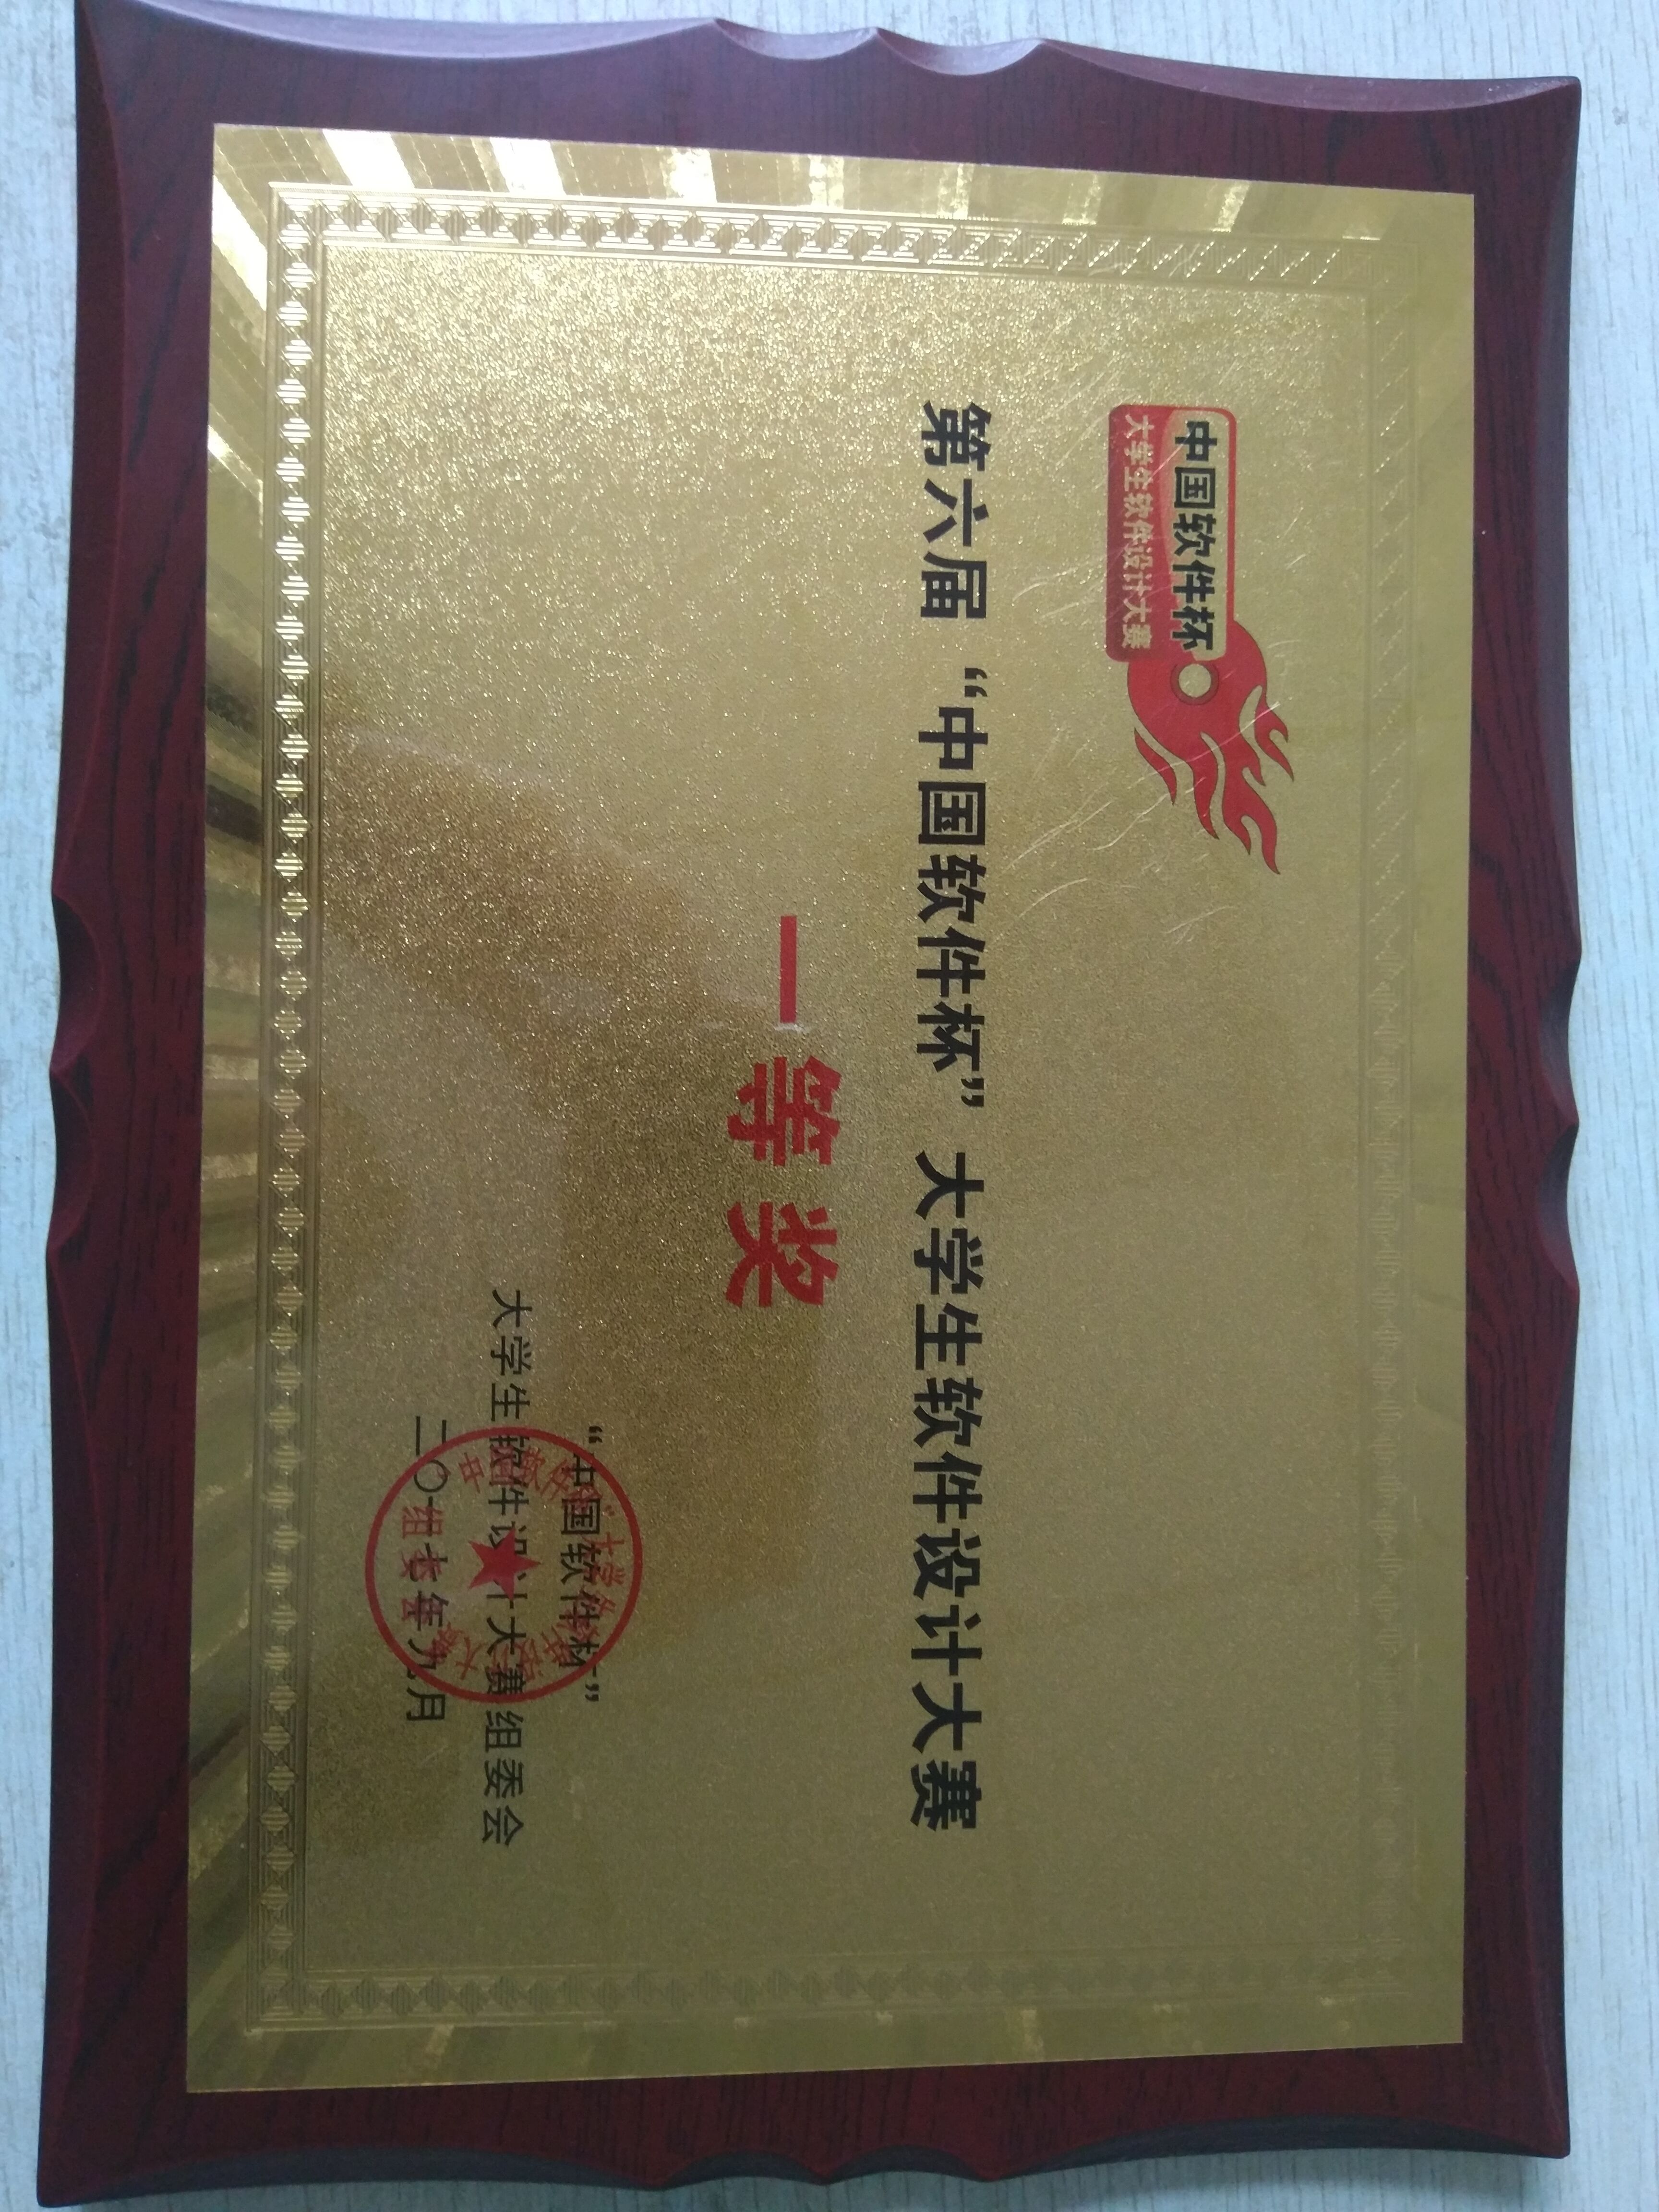 中国软件杯
大学生软件设计大赛
第六届“中国软件杯”大学生软件设计大赛
一等奖
“中国软件杯”
大学生软件设计大赛组委会
二〇一七年九月
“中国软件杯”大学生软件设计大赛
组委会